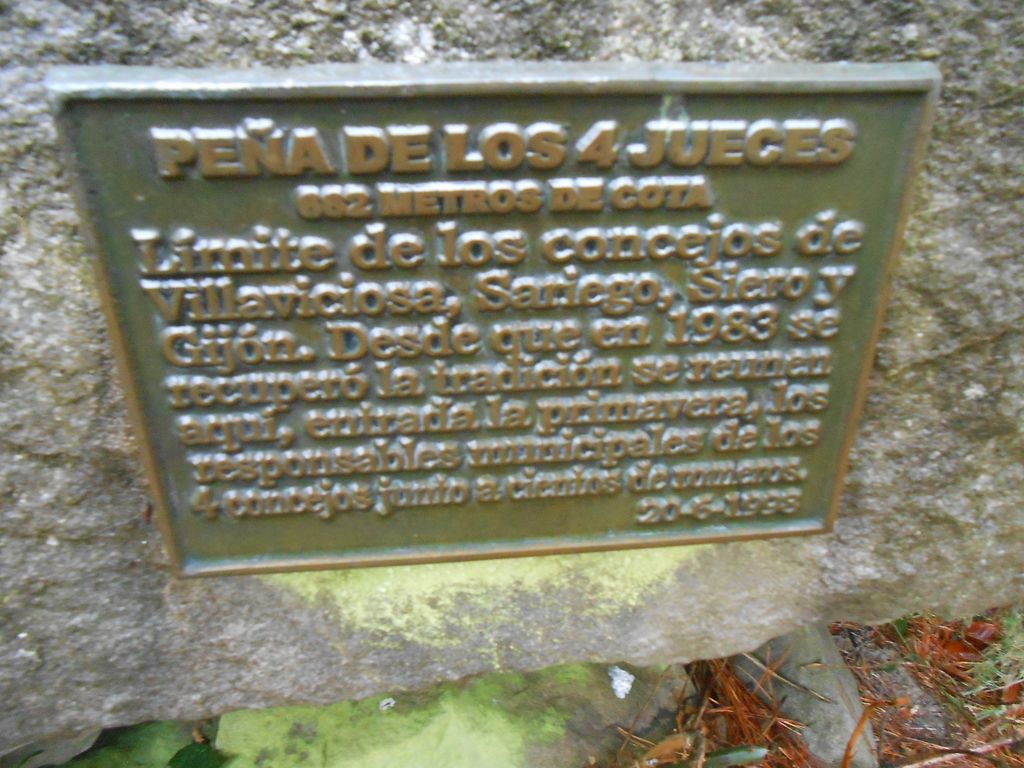 PEÑA DE LOS 4 JUECES
662 METROS DE COTA
Límite de los concejos de
Villaviciosa, Sariego, Siero y
Gijón. Desde que en 1983 se
recuperó la tradición se reunen
aquí, entrada la primavera, los
responsables municipales de los
4 concejos junto a cientos de romeros.
20-6-1998